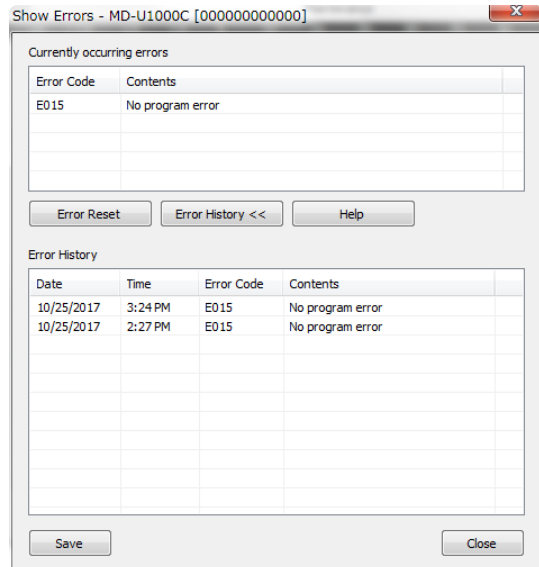 Show Errors - MD-U1000C [000000000000]
Currently occurring errors
Error Code Contents
E015 No program error
Error Reset Error History << Help
Error History
Date Time Error Code Contents
10/25/2017 3:24 PM E015 No program error
10/25/2017 2:27 PM E015 No program error
Save Close